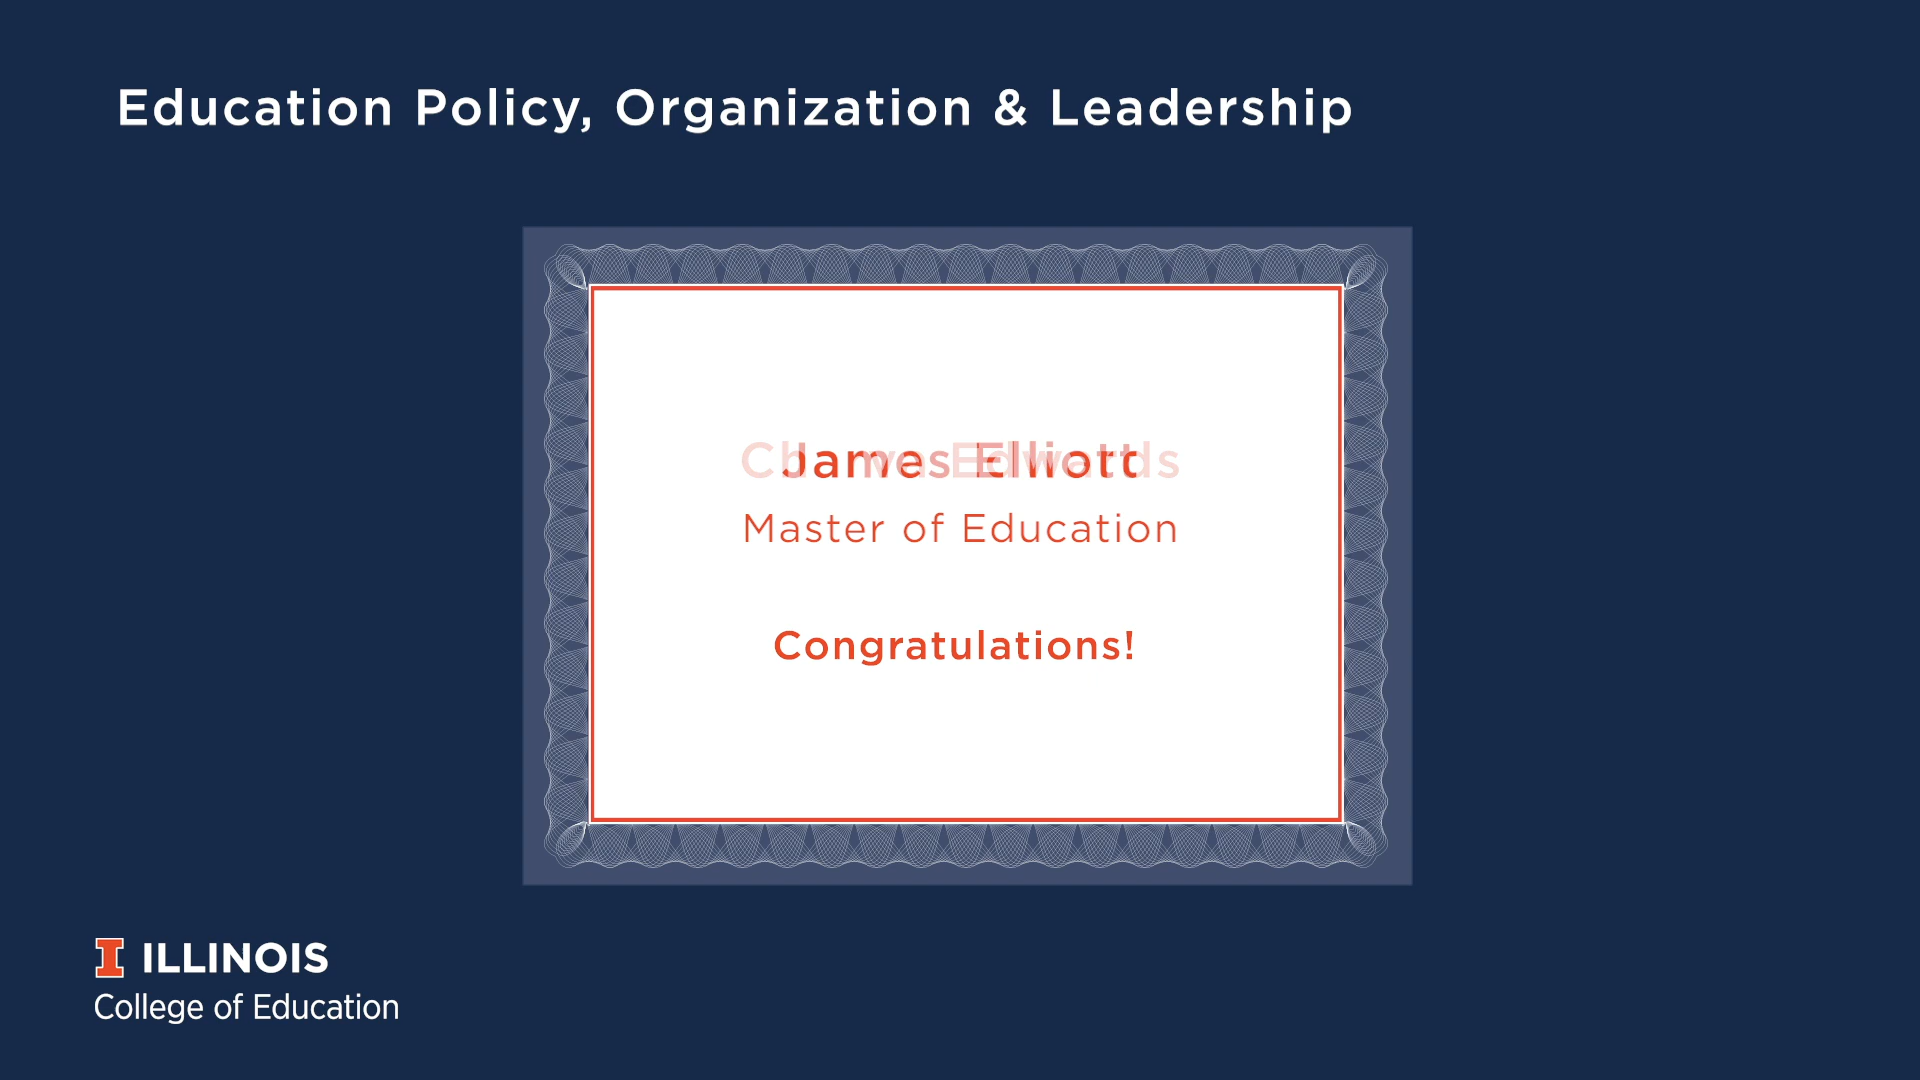 Education Policy, Organization & Leadership
James Elliott
Master of Education
Congratulations!
I ILLINOIS
College of Education